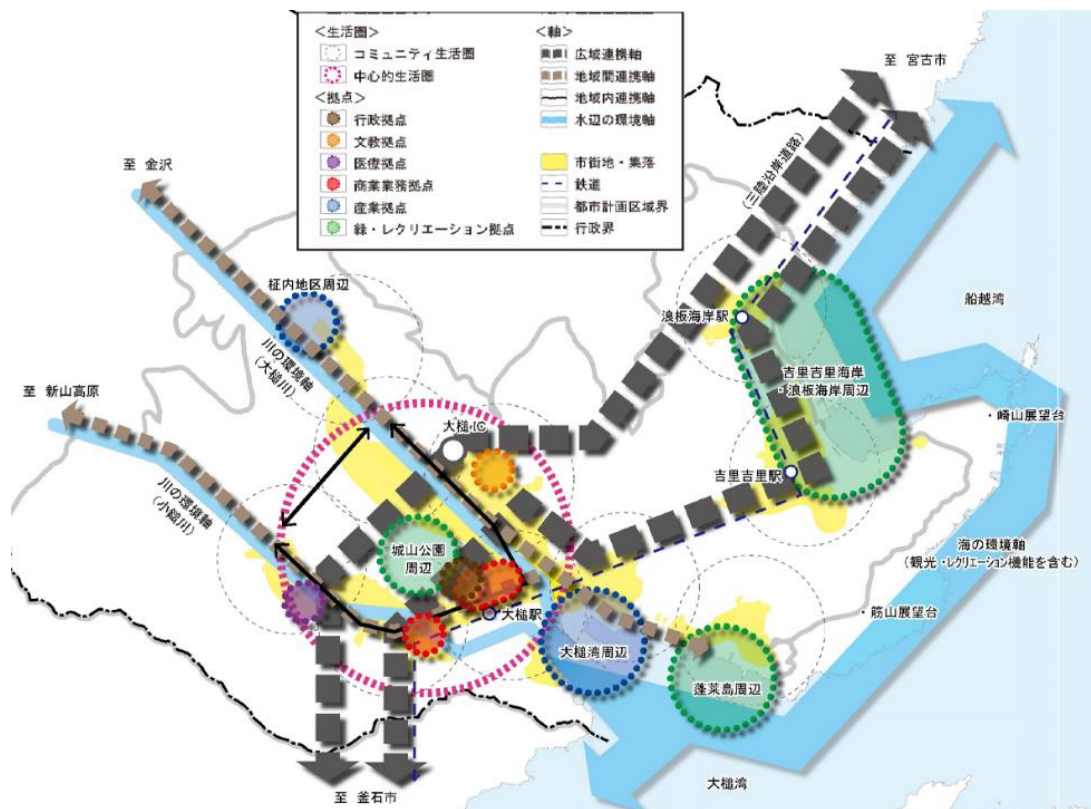 <生活圏>
コミュニティ生活圏
中心的生活圏
<拠点>
行政拠点
文教拠点
医療拠点
商業業務拠点
産業拠点
緑・レクリエーション拠点
<軸>
広域連携軸
地域間連携軸
地域内連携軸
水辺の環境軸
市街地・集落
鉄道
都市計画区域界
行政界
至 宮古市
(三陸沿岸道路)
至 金沢
柾内地区周辺
川の環境軸
(大槌川)
至 新山高原
川の環境軸
(小鎚川)
大槌IC
浪板海岸駅
船越湾
吉里吉里海岸
・浪板海岸周辺
・崎山展望台
吉里吉里駅
城山公園
周辺
海の環境軸
(観光・レクリエーション機能を含む)
大槌駅
・筋山展望台
大槌湾周辺
蓬莱島周辺
大槌湾
至 釜石市